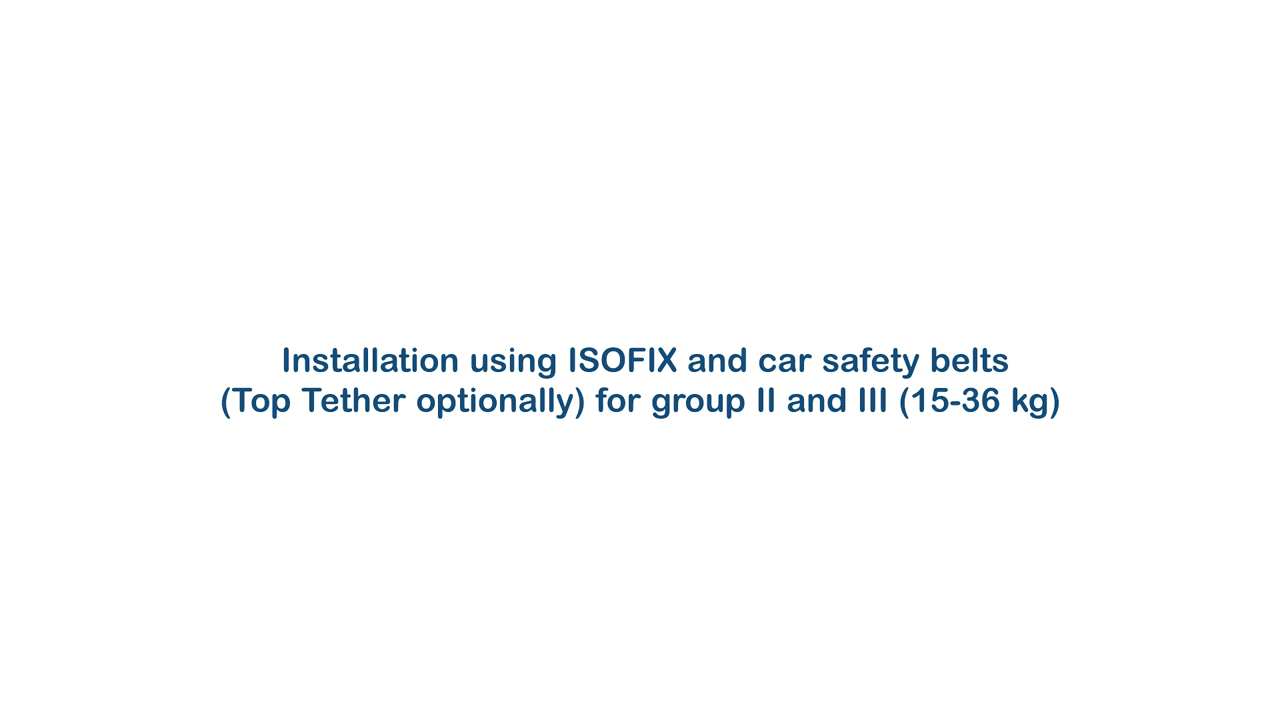 Installation using ISOFIX and car safety belts
(Top Tether optionally) for group II and III (15-36 kg)